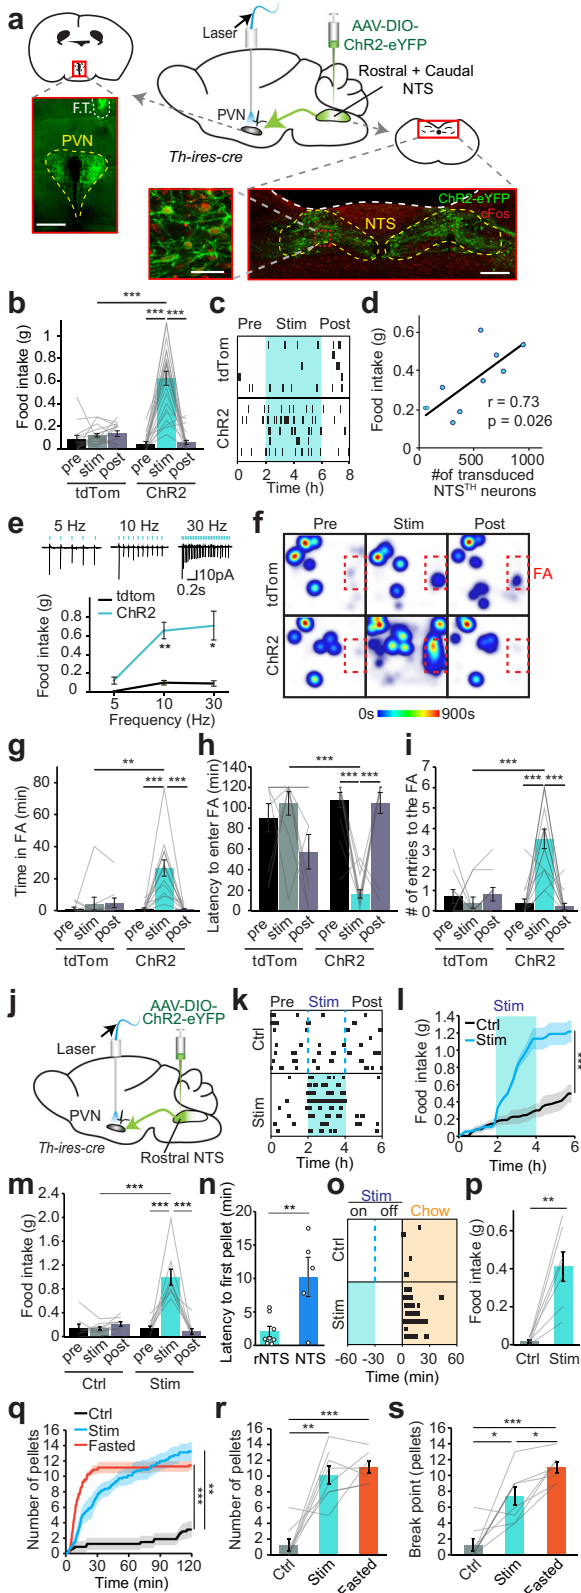 a
Laser
AAV-DIO-
ChR2-eYFP
Rostral + Caudal
NTS
PVN
Th-ires-cre
F.T.
PVN
ChR2-eYFP
cFos
NTS
b
***
*** ***
Food intake (g)
1
0.8
0.6
0.4
0.2
0
pre stim post pre stim post
tdTom ChR2
c
Pre Stim Post
tdTom
ChR2
0 2 4 6 8
Time (h)
d
Food intake (g)
0.6
0.4
0.2
0
r = 0.73
p = 0.026
0 500 1000
#of transduced
NTSTH neurons
e
5 Hz 10 Hz 30 Hz
10pA
0.2s
tdtom
ChR2
Food intake (g)
0.8
0.6
0.4
0.2
0
** *
5 10 30
Frequency (Hz)
f
Pre Stim Post
tdTom
FA
ChR2
0s 900s
g
**
*** ***
Time in FA (min)
80
60
40
20
0
pre stim post pre stim post
tdTom ChR2
h
***
*** ***
Latency to enter FA (min)
140
120
100
80
60
40
20
0
pre stim post pre stim post
tdTom ChR2
i
***
*** ***
# of entries to the FA
7
6
5
4
3
2
1
0
pre stim post pre stim post
tdTom ChR2
j
AAV-DIO-
ChR2-eYFP
Laser
PVN
Th-ires-cre
Rostral NTS
k
Pre Stim Post
Ctrl
Stim
0 2 4 6
Time (h)
l
Stim
Ctrl
Stim
Food intake (g)
1.4
1.2
1.0
0.8
0.6
0.4
0.2
0
***
0 2 4 6
Time (h)
m
***
*** ***
Food intake (g)
2.4
2.0
1.6
1.2
0.8
0.4
0
pre stim post pre stim post
Ctrl Stim
n
**
Latency to first pellet (min)
20
15
10
5
0
rNTS NTS
o
Stim
on off Chow
Ctrl
Stim
-60 -30 0 30 60
Time (min)
p
**
Food intake (g)
0.8
0.6
0.4
0.2
0
Ctrl Stim
q
Ctrl
Stim
Fasted
Number of pellets
16
14
12
10
8
6
4
2
0
*** **
0 30 60 90 120
Time (min)
r
***
**
Number of pellets
16
14
12
10
8
6
4
2
0
Ctrl Stim Fasted
s
***
* *
Break point (pellets)
16
14
12
10
8
6
4
2
0
Ctrl Stim Fasted